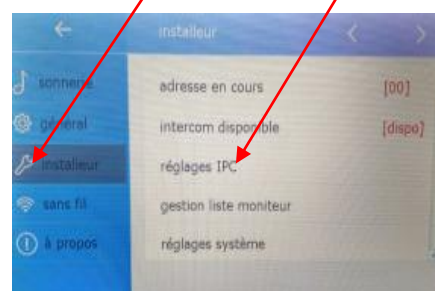 installeur
sonnerie
général
installeur
sans fil
à propos
adresse en cours [00]
intercom disponible [dispo]
réglages IPC
gestion liste moniteur
réglages système